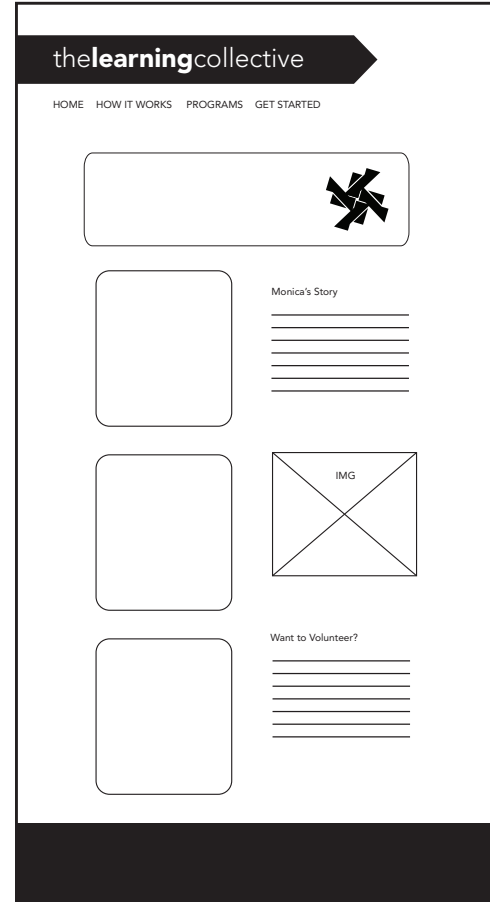 thelearningcollective
HOME HOW IT WORKS PROGRAMS GET STARTED
Monica's Story
IMG
Want to Volunteer?